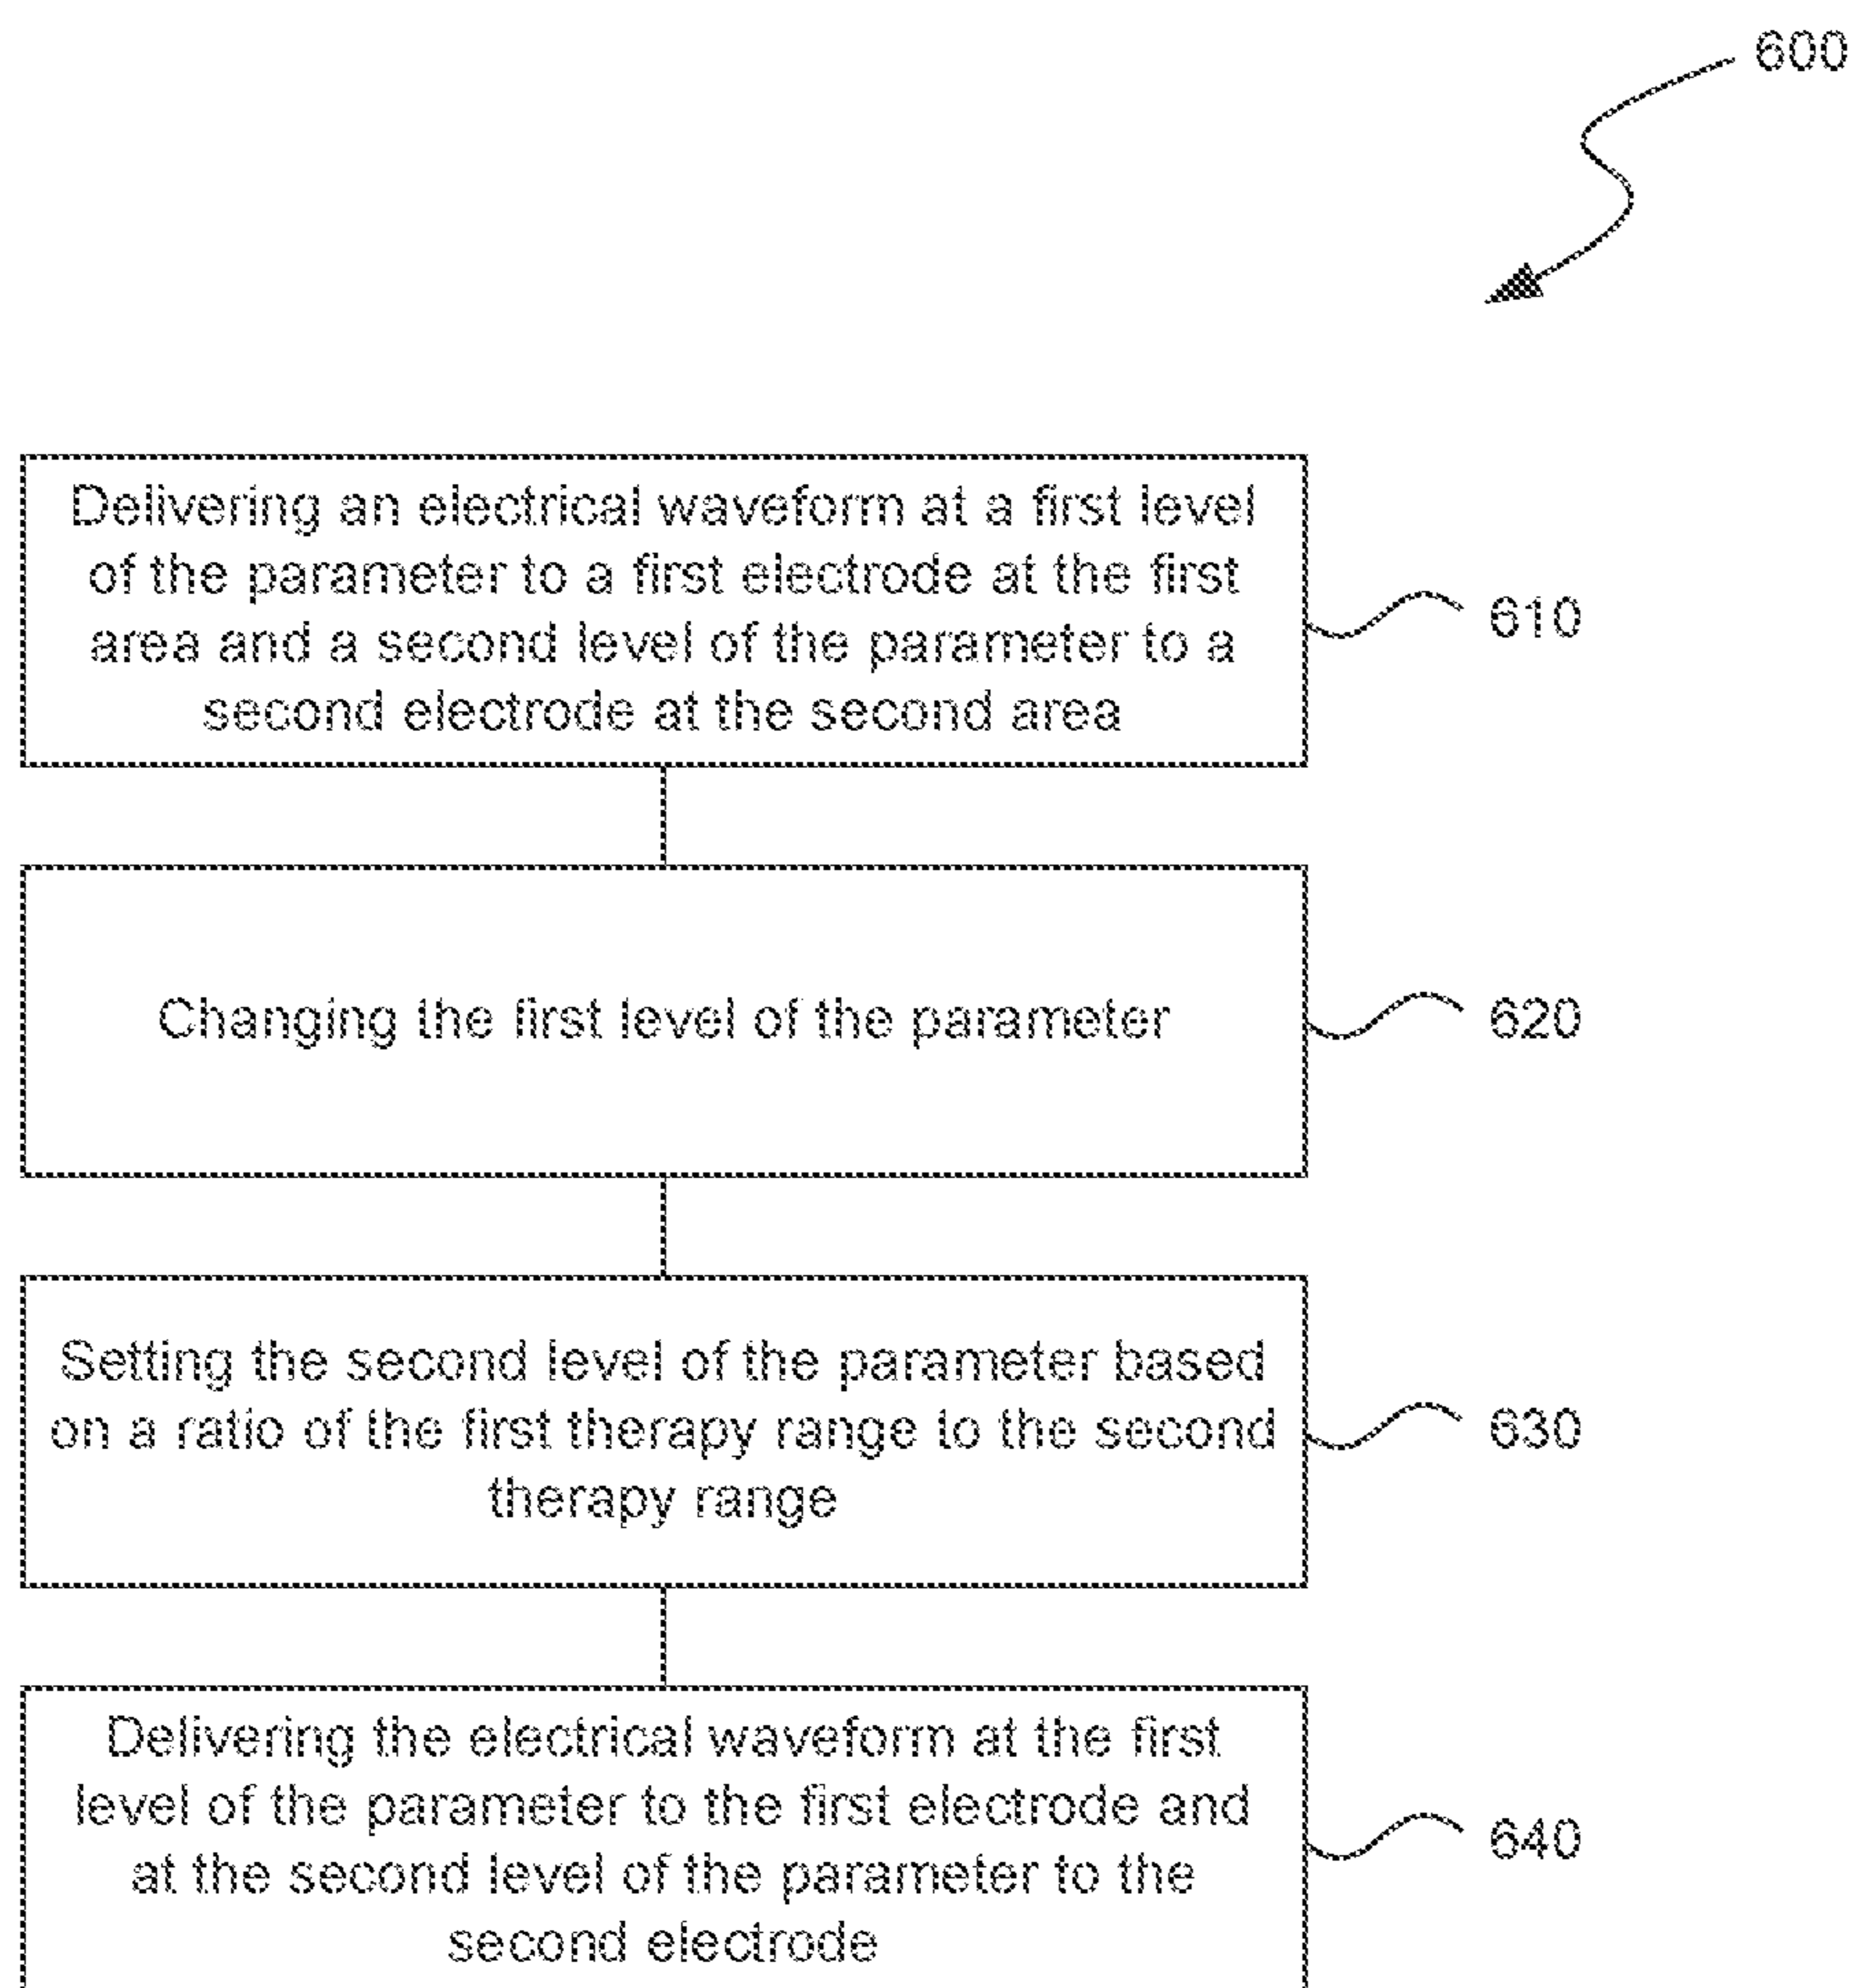 600
Delivering an electrical waveform at a first level
of the parameter to a first electrode at the first
area and a second level of the parameter to a
second electrode at the second area
610
Changing the first level of the parameter
620
Setting the second level of the parameter based
on a ratio of the first therapy range to the second
therapy range
630
Delivering the electrical waveform at the first
level of the parameter to the first electrode and
at the second level of the parameter to the
second electrode
640